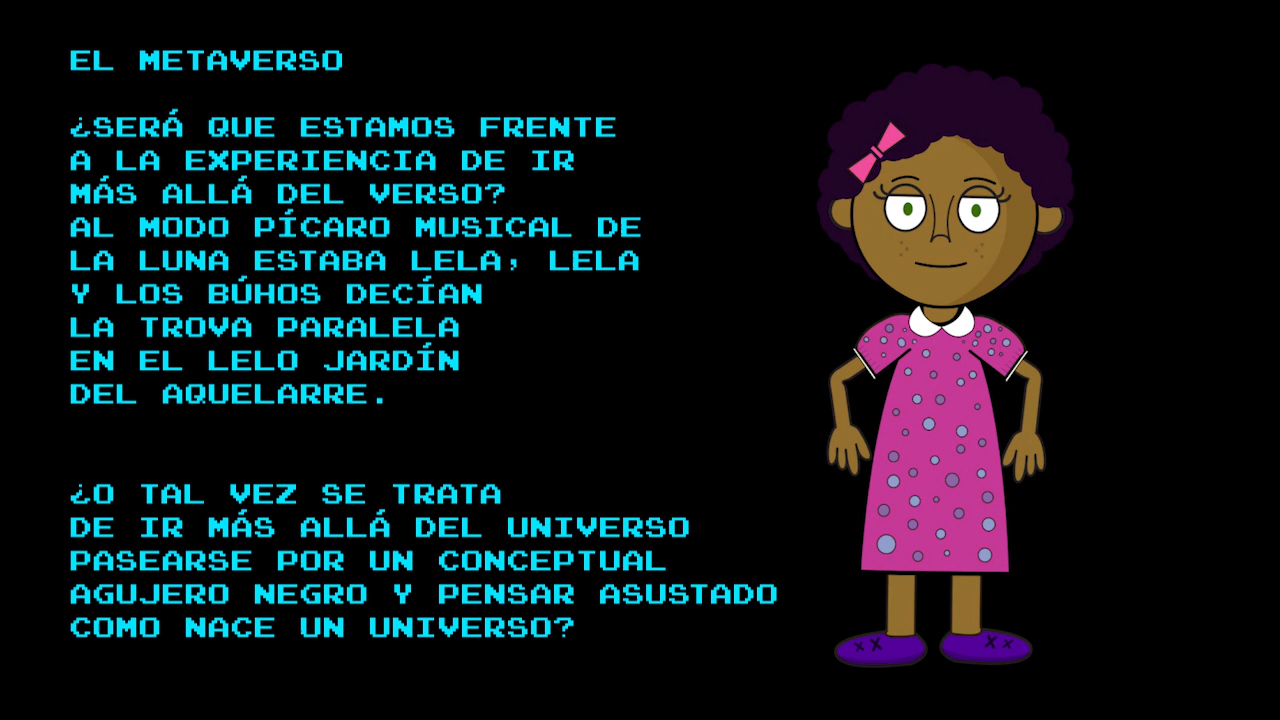 EL METAVERSO
¿SERÁ QUE ESTAMOS FRENTE
A LA EXPERIENCIA DE IR
MÁS ALLÁ DEL VERSO?
AL MODO PÍCARO MUSICAL DE
LA LUNA ESTABA LELA, LELA
Y LOS BÚHOS DECÍAN
LA TROVA PARALELA
EN EL LELO JARDÍN
DEL AQUELARRE.
¿O TAL VEZ SE TRATA
DE IR MÁS ALLÁ DEL UNIVERSO
PASEARSE POR UN CONCEPTUAL
AGUJERO NEGRO Y PENSAR ASUSTADO
COMO NACE UN UNIVERSO?